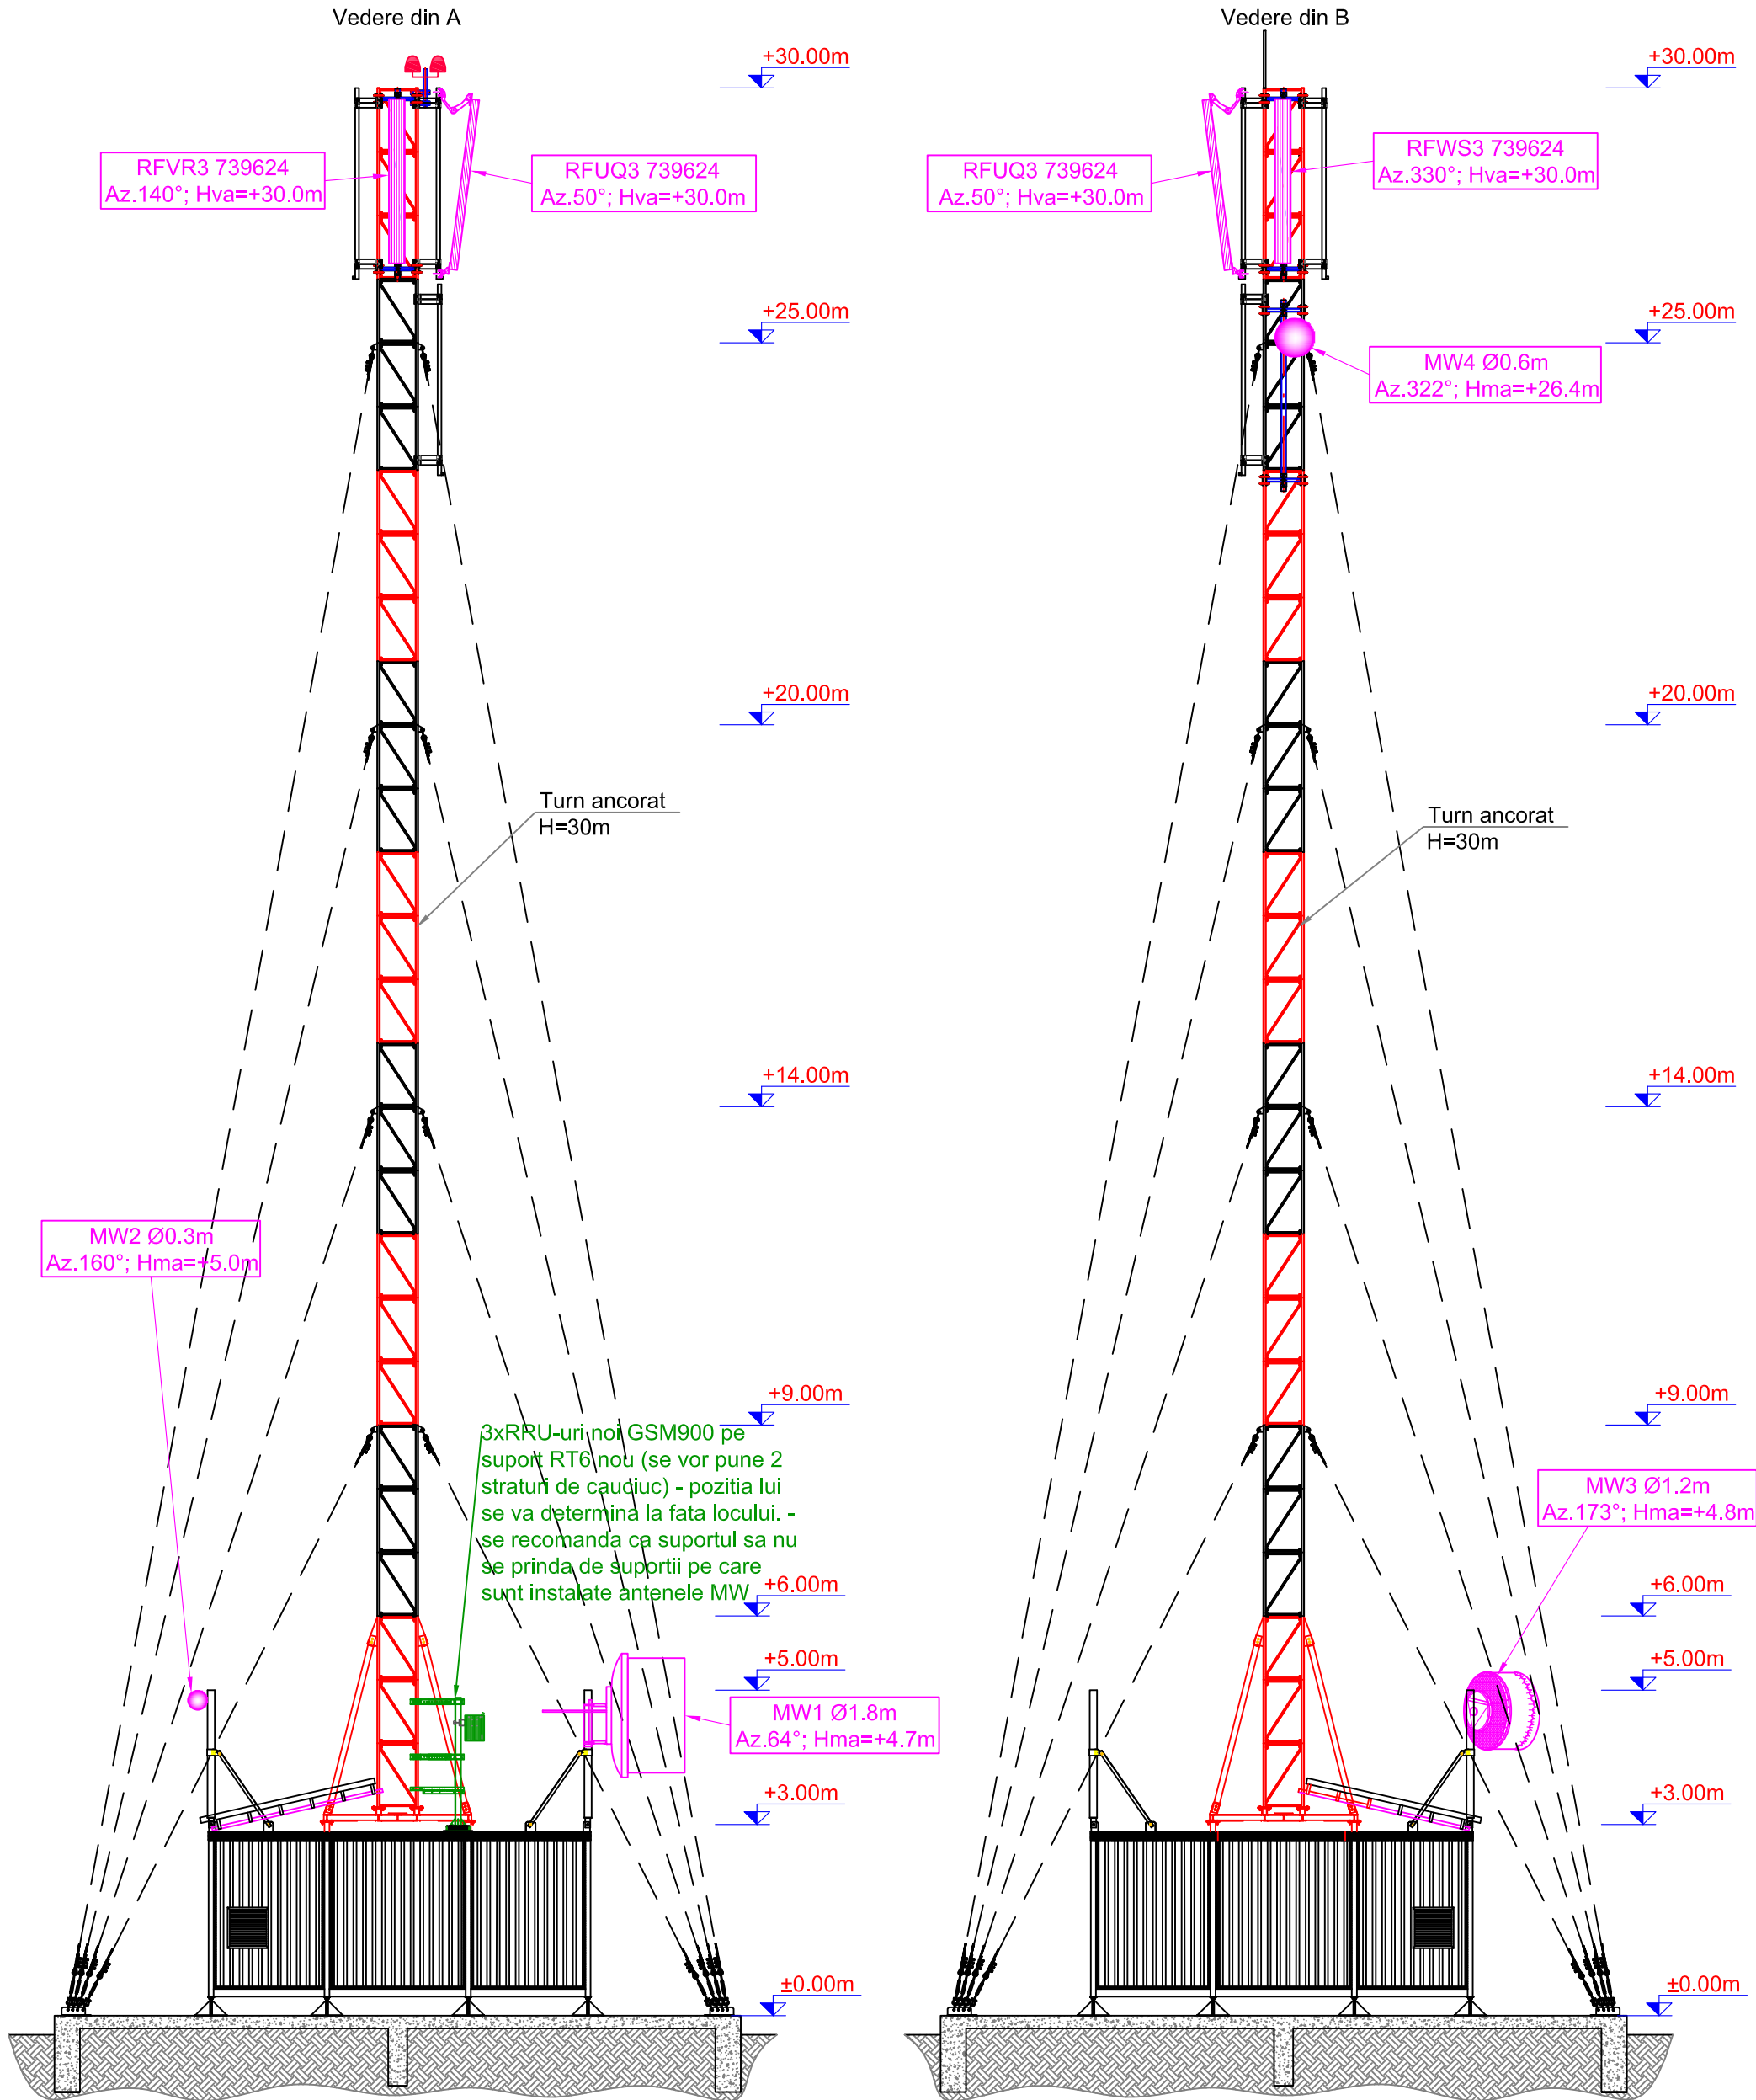 Vedere din A
+30.00m
RFVR3 739624
Az.140°; Hva=+30.0m
RFUQ3 739624
Az.50°; Hva=+30.0m
+25.00m
+20.00m
Turn ancorat
H=30m
+14.00m
MW2 Ø0.3m
Az.160°; Hma=+5.0m
+9.00m
3xRRU-uri noi GSM900 pe
suport RT6 nou (se vor pune 2
straturi de cauciuc) - pozitia lui
se va determina la fata locului. -
se recomanda ca suportul sa nu
se prinda de suportii pe care
sunt instalate antenele MW
+6.00m
+5.00m
MW1 Ø1.8m
Az.64°; Hma=+4.7m
+3.00m
±0.00m
Vedere din B
+30.00m
RFUQ3 739624
Az.50°; Hva=+30.0m
RFWS3 739624
Az.330°; Hva=+30.0m
+25.00m
MW4 Ø0.6m
Az.322°; Hma=+26.4m
+20.00m
Turn ancorat
H=30m
+14.00m
+9.00m
MW3 Ø1.2m
Az.173°; Hma=+4.8m
+6.00m
+5.00m
+3.00m
±0.00m